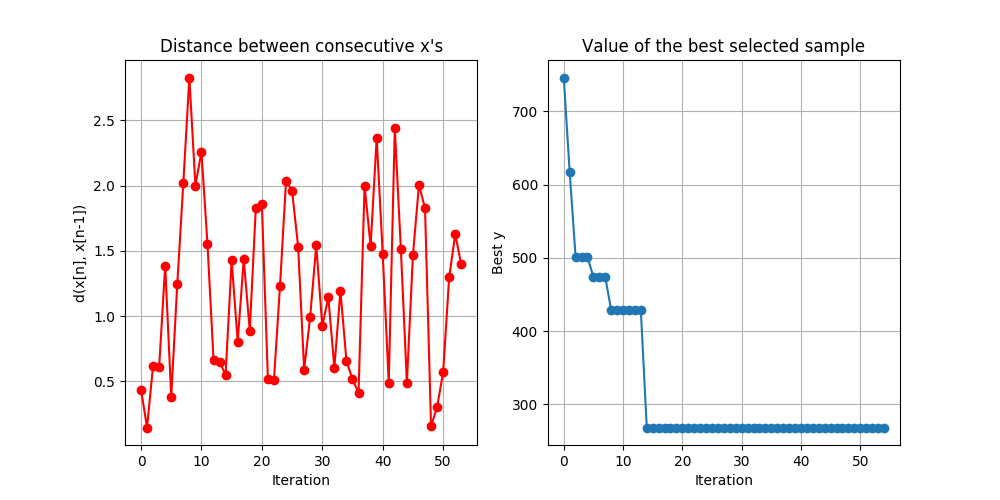 Distance between consecutive x's
d(x[n], x[n-1])
2.5
2.0
1.5
1.0
0.5
0 10 20 30 40 50
Iteration
Value of the best selected sample
Best y
700
600
500
400
300
0 10 20 30 40 50
Iteration